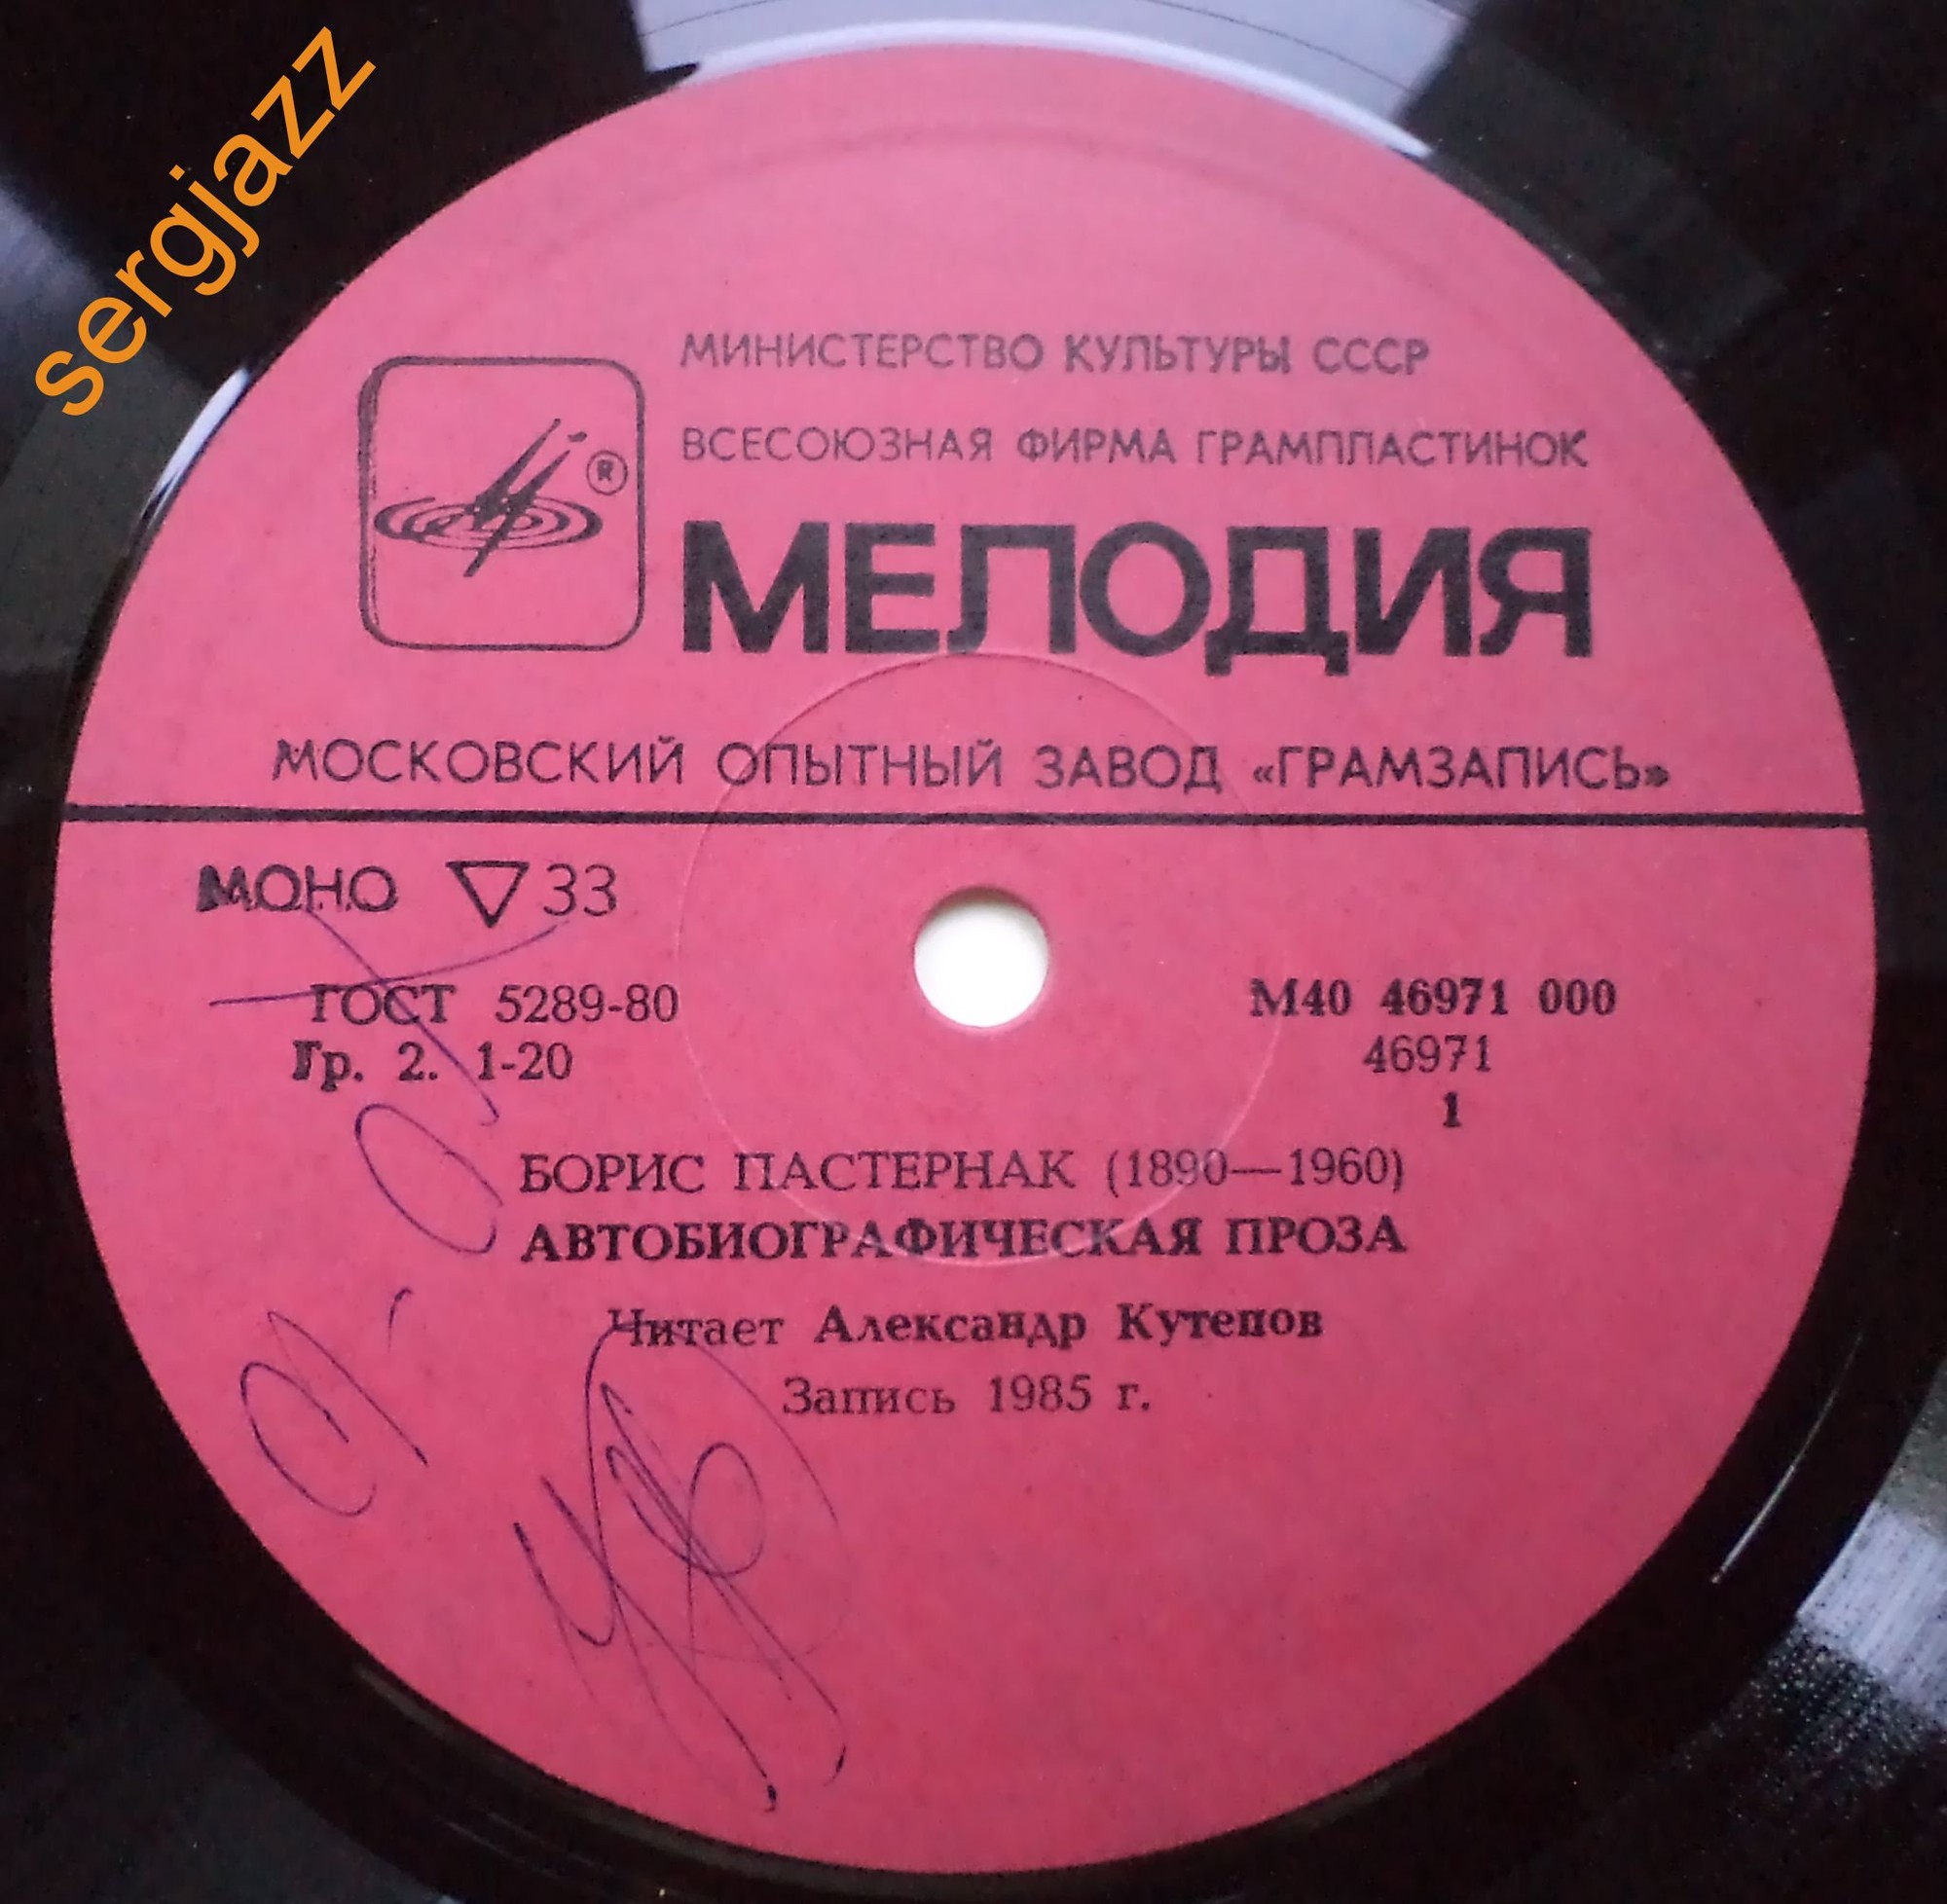 sergjazz
МИНИСТЕРСТВО КУЛЬТУРЫ СССР
ВСЕСОЮЗНАЯ ФИРМА ГРАМПЛАСТИНОК
®
МЕЛОДИЯ
МОСКОВСКИЙ ОПЫТНЫЙ ЗАВОД «ГРАМЗАПИСЬ»
МОНО 33
ГОСТ 5289-80
Гр. 2. 1-20
М40 46971 000
46971
1
БОРИС ПАСТЕРНАК (1890—1960)
АВТОБИОГРАФИЧЕСКАЯ ПРОЗА
Читает Александр Кутепов
Запись 1985 г.